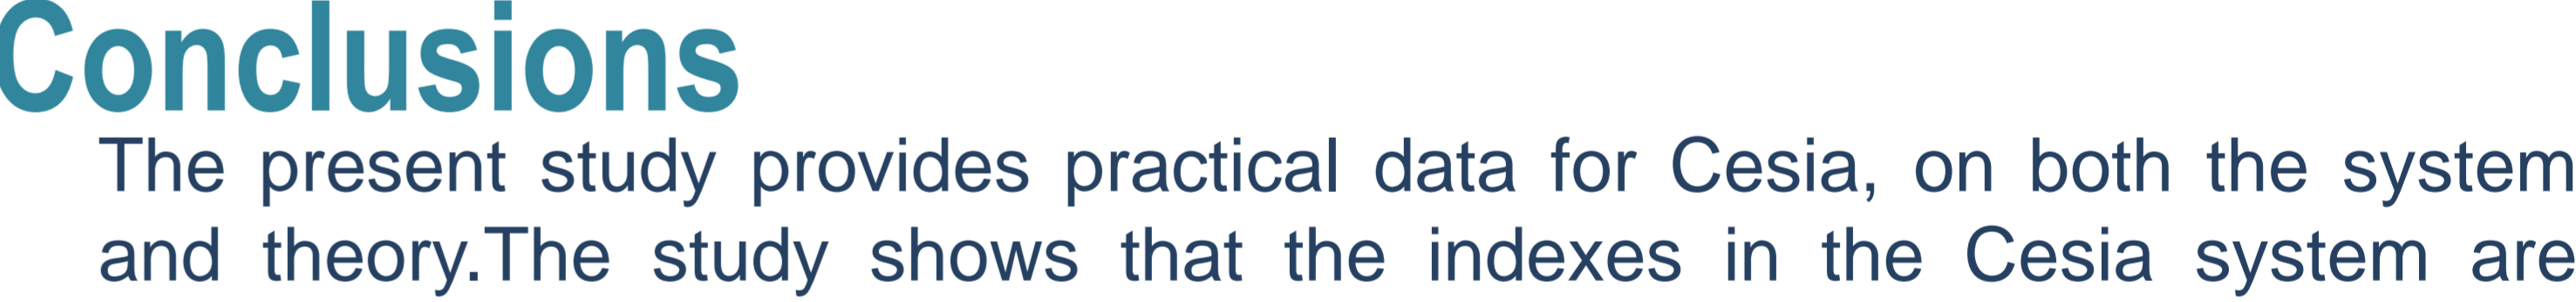 Conclusions
The present study provides practical data for Cesia, on both the system
and theory.The study shows that the indexes in the Cesia system are